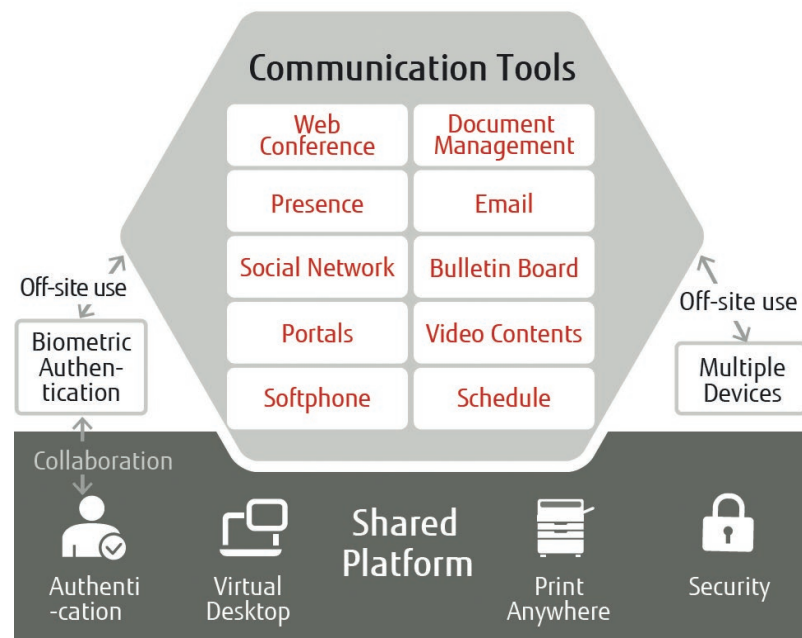 Communication Tools
Web
Conference
Document
Management
Presence
Email
Social Network
Bulletin Board
Portals
Video Contents
Softphone
Schedule
Off-site use
Biometric
Authen-
tication
Off-site use
Multiple
Devices
Collaboration
Shared
Platform
Authenti
-cation
Virtual
Desktop
Print
Anywhere
Security